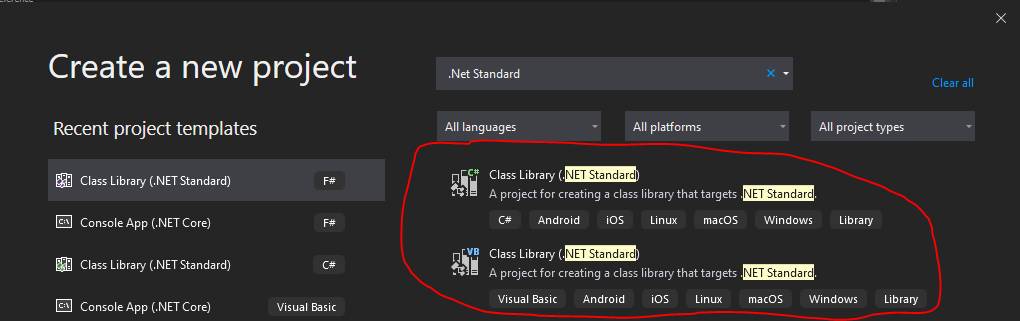 Create a new project
.Net Standard
Clear all
Recent project templates
All languages
All platforms
All project types
Class Library (.NET Standard)
F#
Console App (.NET Core)
F#
Class Library (.NET Standard)
C#
C:\
Console App (.NET Core)
Visual Basic
C#
Class Library (.NET Standard)
A project for creating a class library that targets .NET Standard.
C# Android iOS Linux macOS Windows Library
VB
Class Library (.NET Standard)
A project for creating a class library that targets .NET Standard.
Visual Basic Android iOS Linux macOS Windows Library